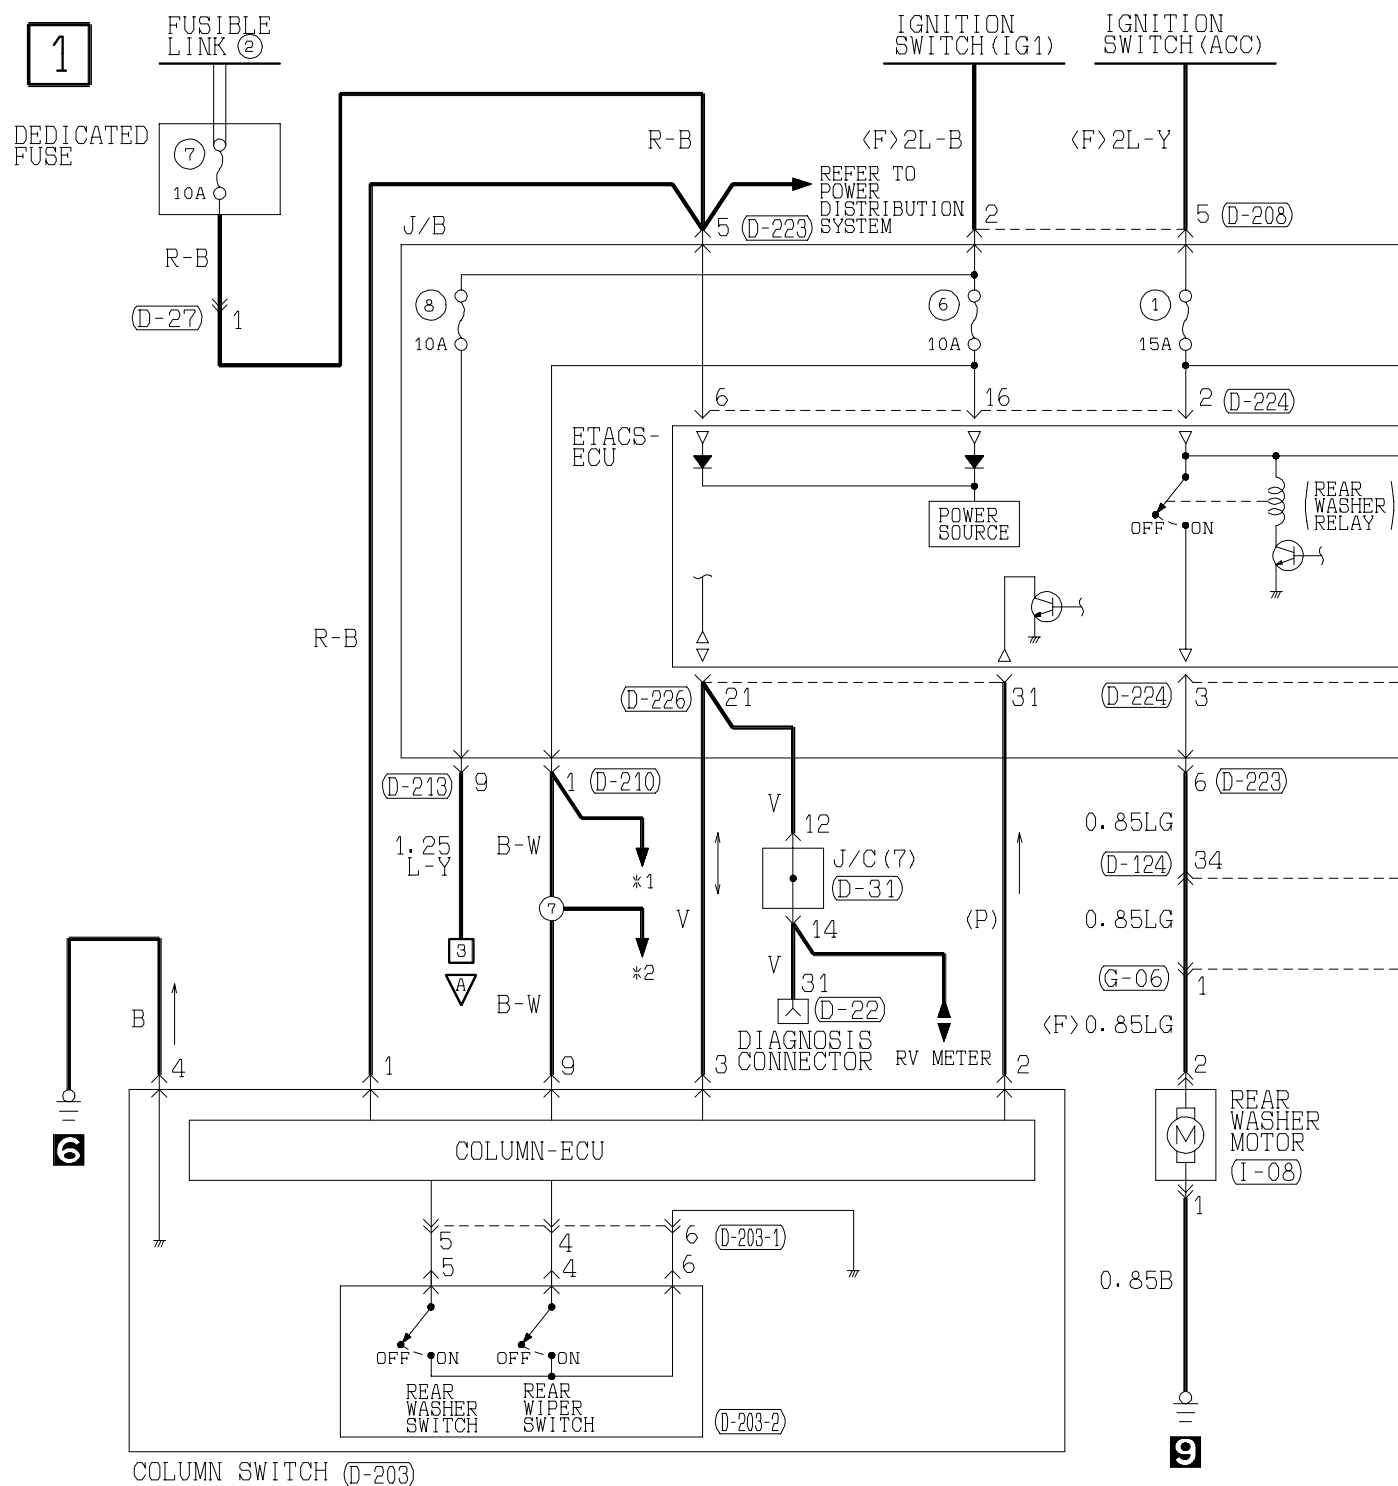 1
FUSIBLE
LINK ②
IGNITION
SWITCH(IG1)
IGNITION
SWITCH(ACC)
DEDICATED
FUSE
7
10A
R-B
<F>2L-B
<F>2L-Y
REFER TO
POWER
DISTRIBUTION
SYSTEM
J/B
5
(D-223)
2
5
(D-208)
R-B
(D-27)
1
8
10A
6
10A
1
15A
6
16
2
(D-224)
ETACS-
ECU
POWER
SOURCE
OFF
ON
(REAR
WASHER
RELAY)
R-B
(D-226)
21
31
(D-224)
3
(D-213)
9
1
(D-210)
6
(D-223)
V
12
0.85LG
1.25
L-Y
B-W
*1
J/C(7)
(D-31)
(D-124)
34
7
V
14
(P)
0.85LG
3
A
*2
V
31
(D-22)
(G-06)
1
B
B-W
DIAGNOSIS
CONNECTOR
RV METER
<F>0.85LG
4
1
9
3
2
2
6
COLUMN-ECU
M
REAR
WASHER
MOTOR
(I-08)
1
5
4
6
(D-203-1)
5
4
6
0.85B
OFF
ON
OFF
ON
REAR
WASHER
SWITCH
REAR
WIPER
SWITCH
(D-203-2)
9
COLUMN SWITCH (D-203)